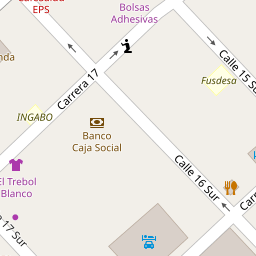 EPS
Bolsas
Adhesivas
Carrera 17
Calle 15 Su
Fusdesa
INGABO
Banco
Caja Social
Calle 16 Sur
El Trebol
Blanco
17 Sur